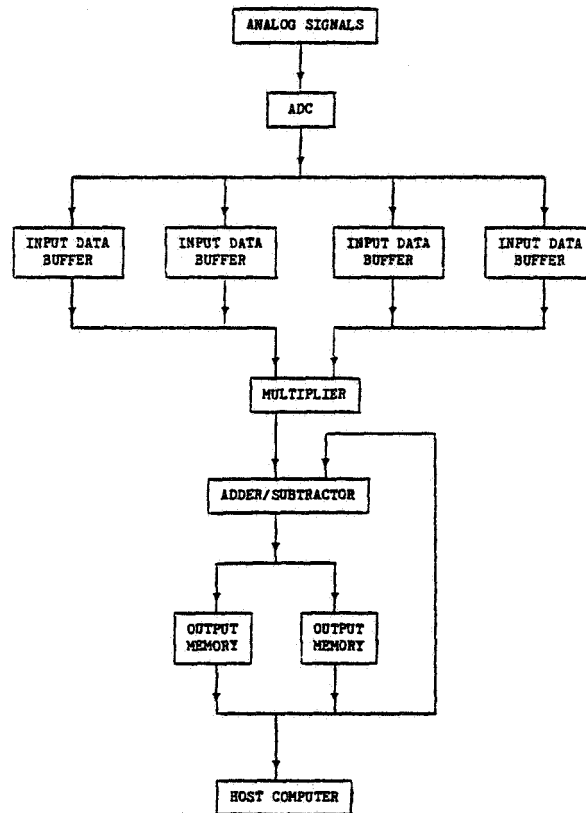 ANALOG SIGNALS
ADC
INPUT DATA
BUFFER
INPUT DATA
BUFFER
INPUT DATA
BUFFER
INPUT DATA
BUFFER
MULTIPLIER
ADDER/SUBTRACTOR
OUTPUT
MEMORY
OUTPUT
MEMORY
HOST COMPUTER